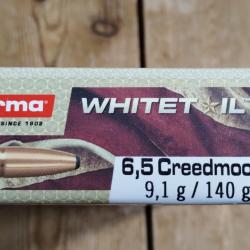 rma WHITET★IL
SINCE 1902
6,5 Creedmoo
9,1 g / 140 g